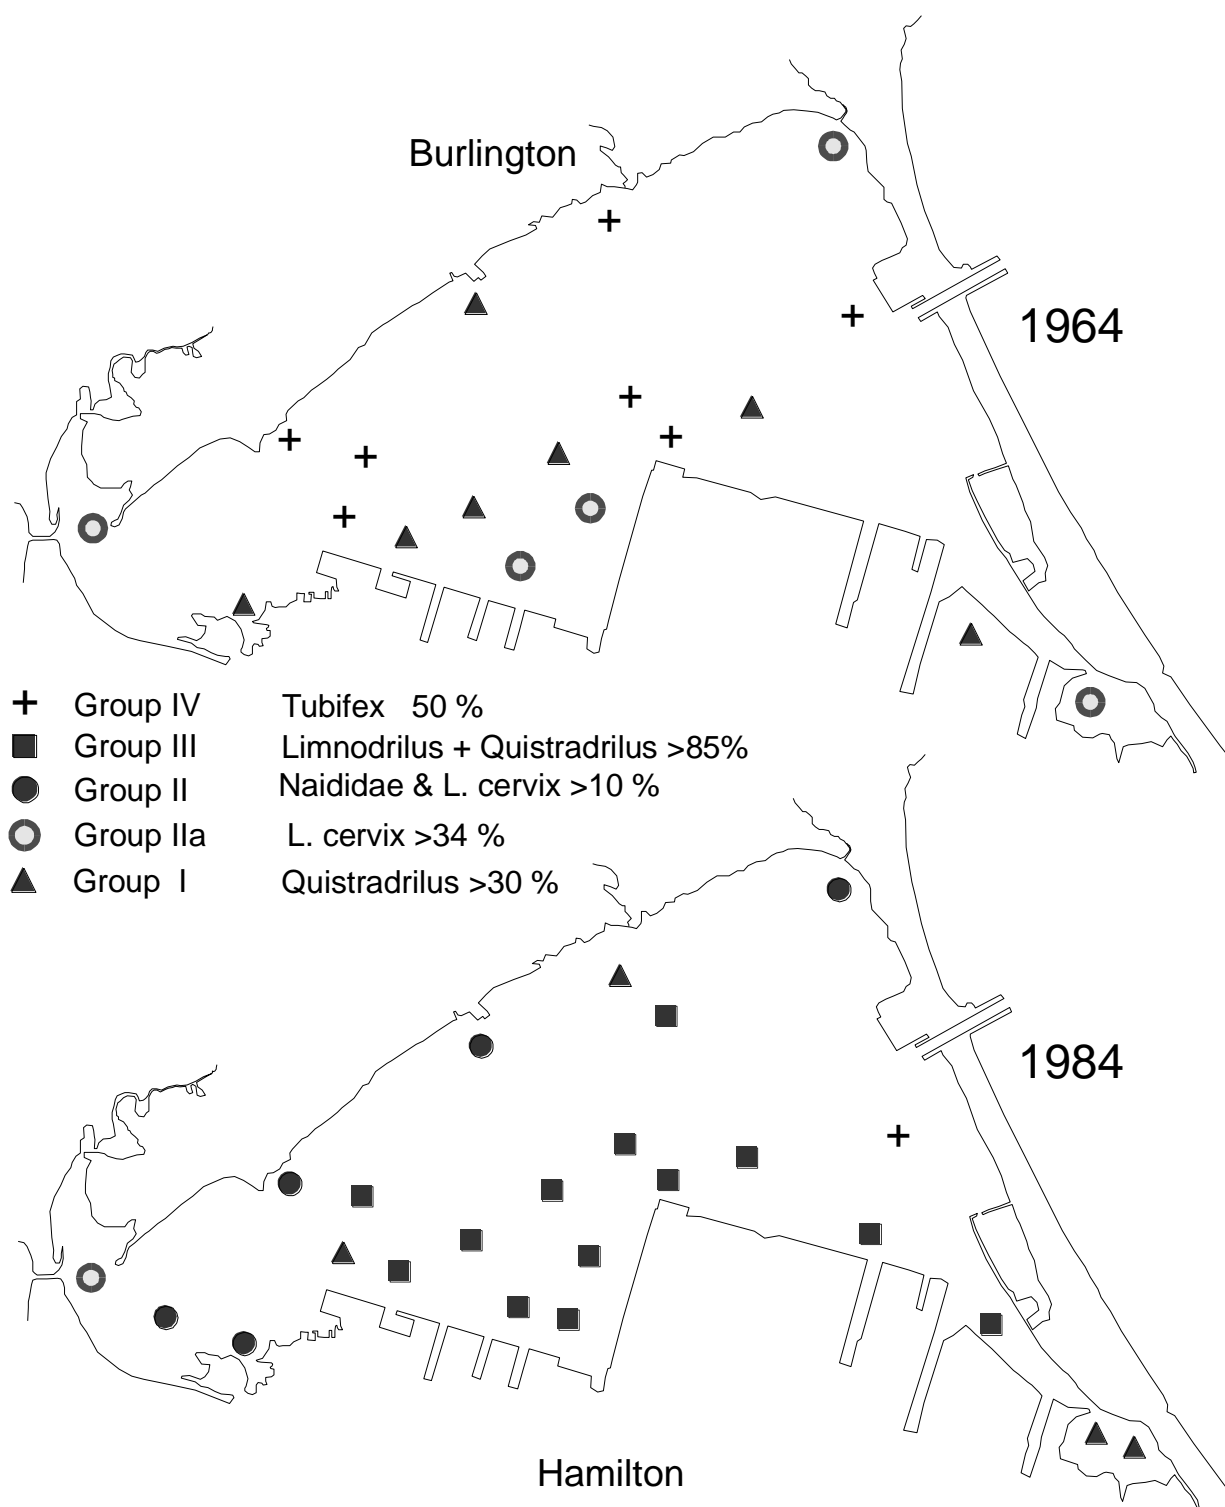 Burlington
1964
Group IV Tubifex 50 %
Group III Limnodrilus + Quistradrilus >85%
Group II Naididae & L. cervix >10 %
Group IIa L. cervix >34 %
Group I Quistradrilus >30 %
1984
Hamilton